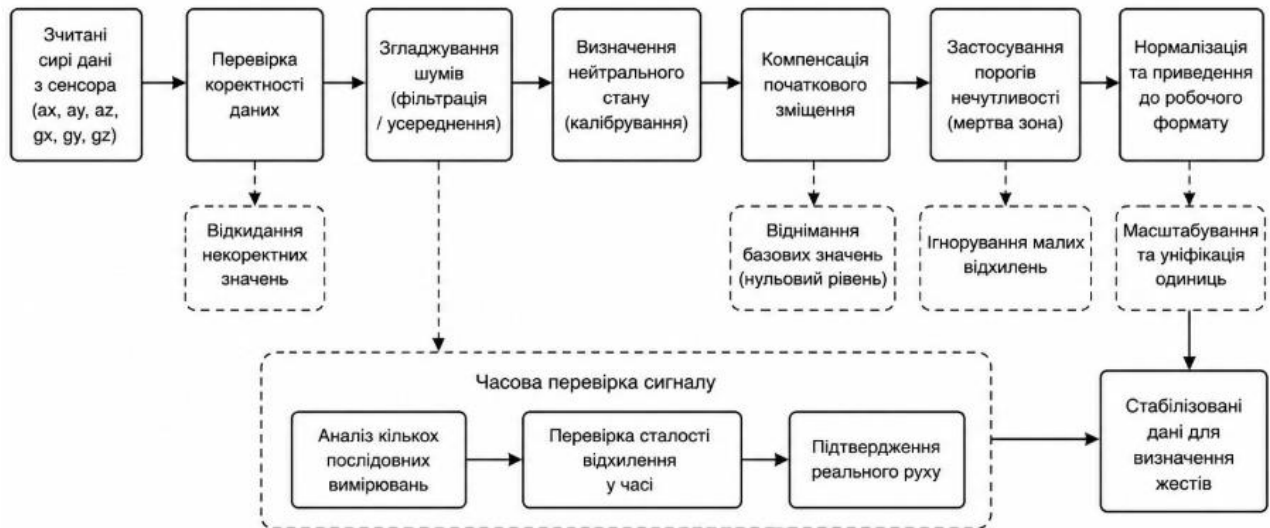 Зчитані
сирі дані
з сенсора
(ax, ay, az,
gx, gy, gz)
Перевірка
коректності
даних
Згладжування
шумів
(фільтрація
/ усереднення)
Визначення
нейтрального
стану
(калібрування)
Компенсація
початкового
зміщення
Застосування
порогів
нечутливості
(мертва зона)
Нормалізація
та приведення
до робочого
формату
Відкидання
некоректних
значень
Віднімання
базових значень
(нульовий рівень)
Ігнорування малих
відхилень
Масштабування
та уніфікація
одиниць
Часова перевірка сигналу
Аналіз кількох
послідовних
вимірювань
Перевірка сталості
відхилення
у часі
Підтвердження
реального руху
Стабілізовані
дані для
визначення
жестів